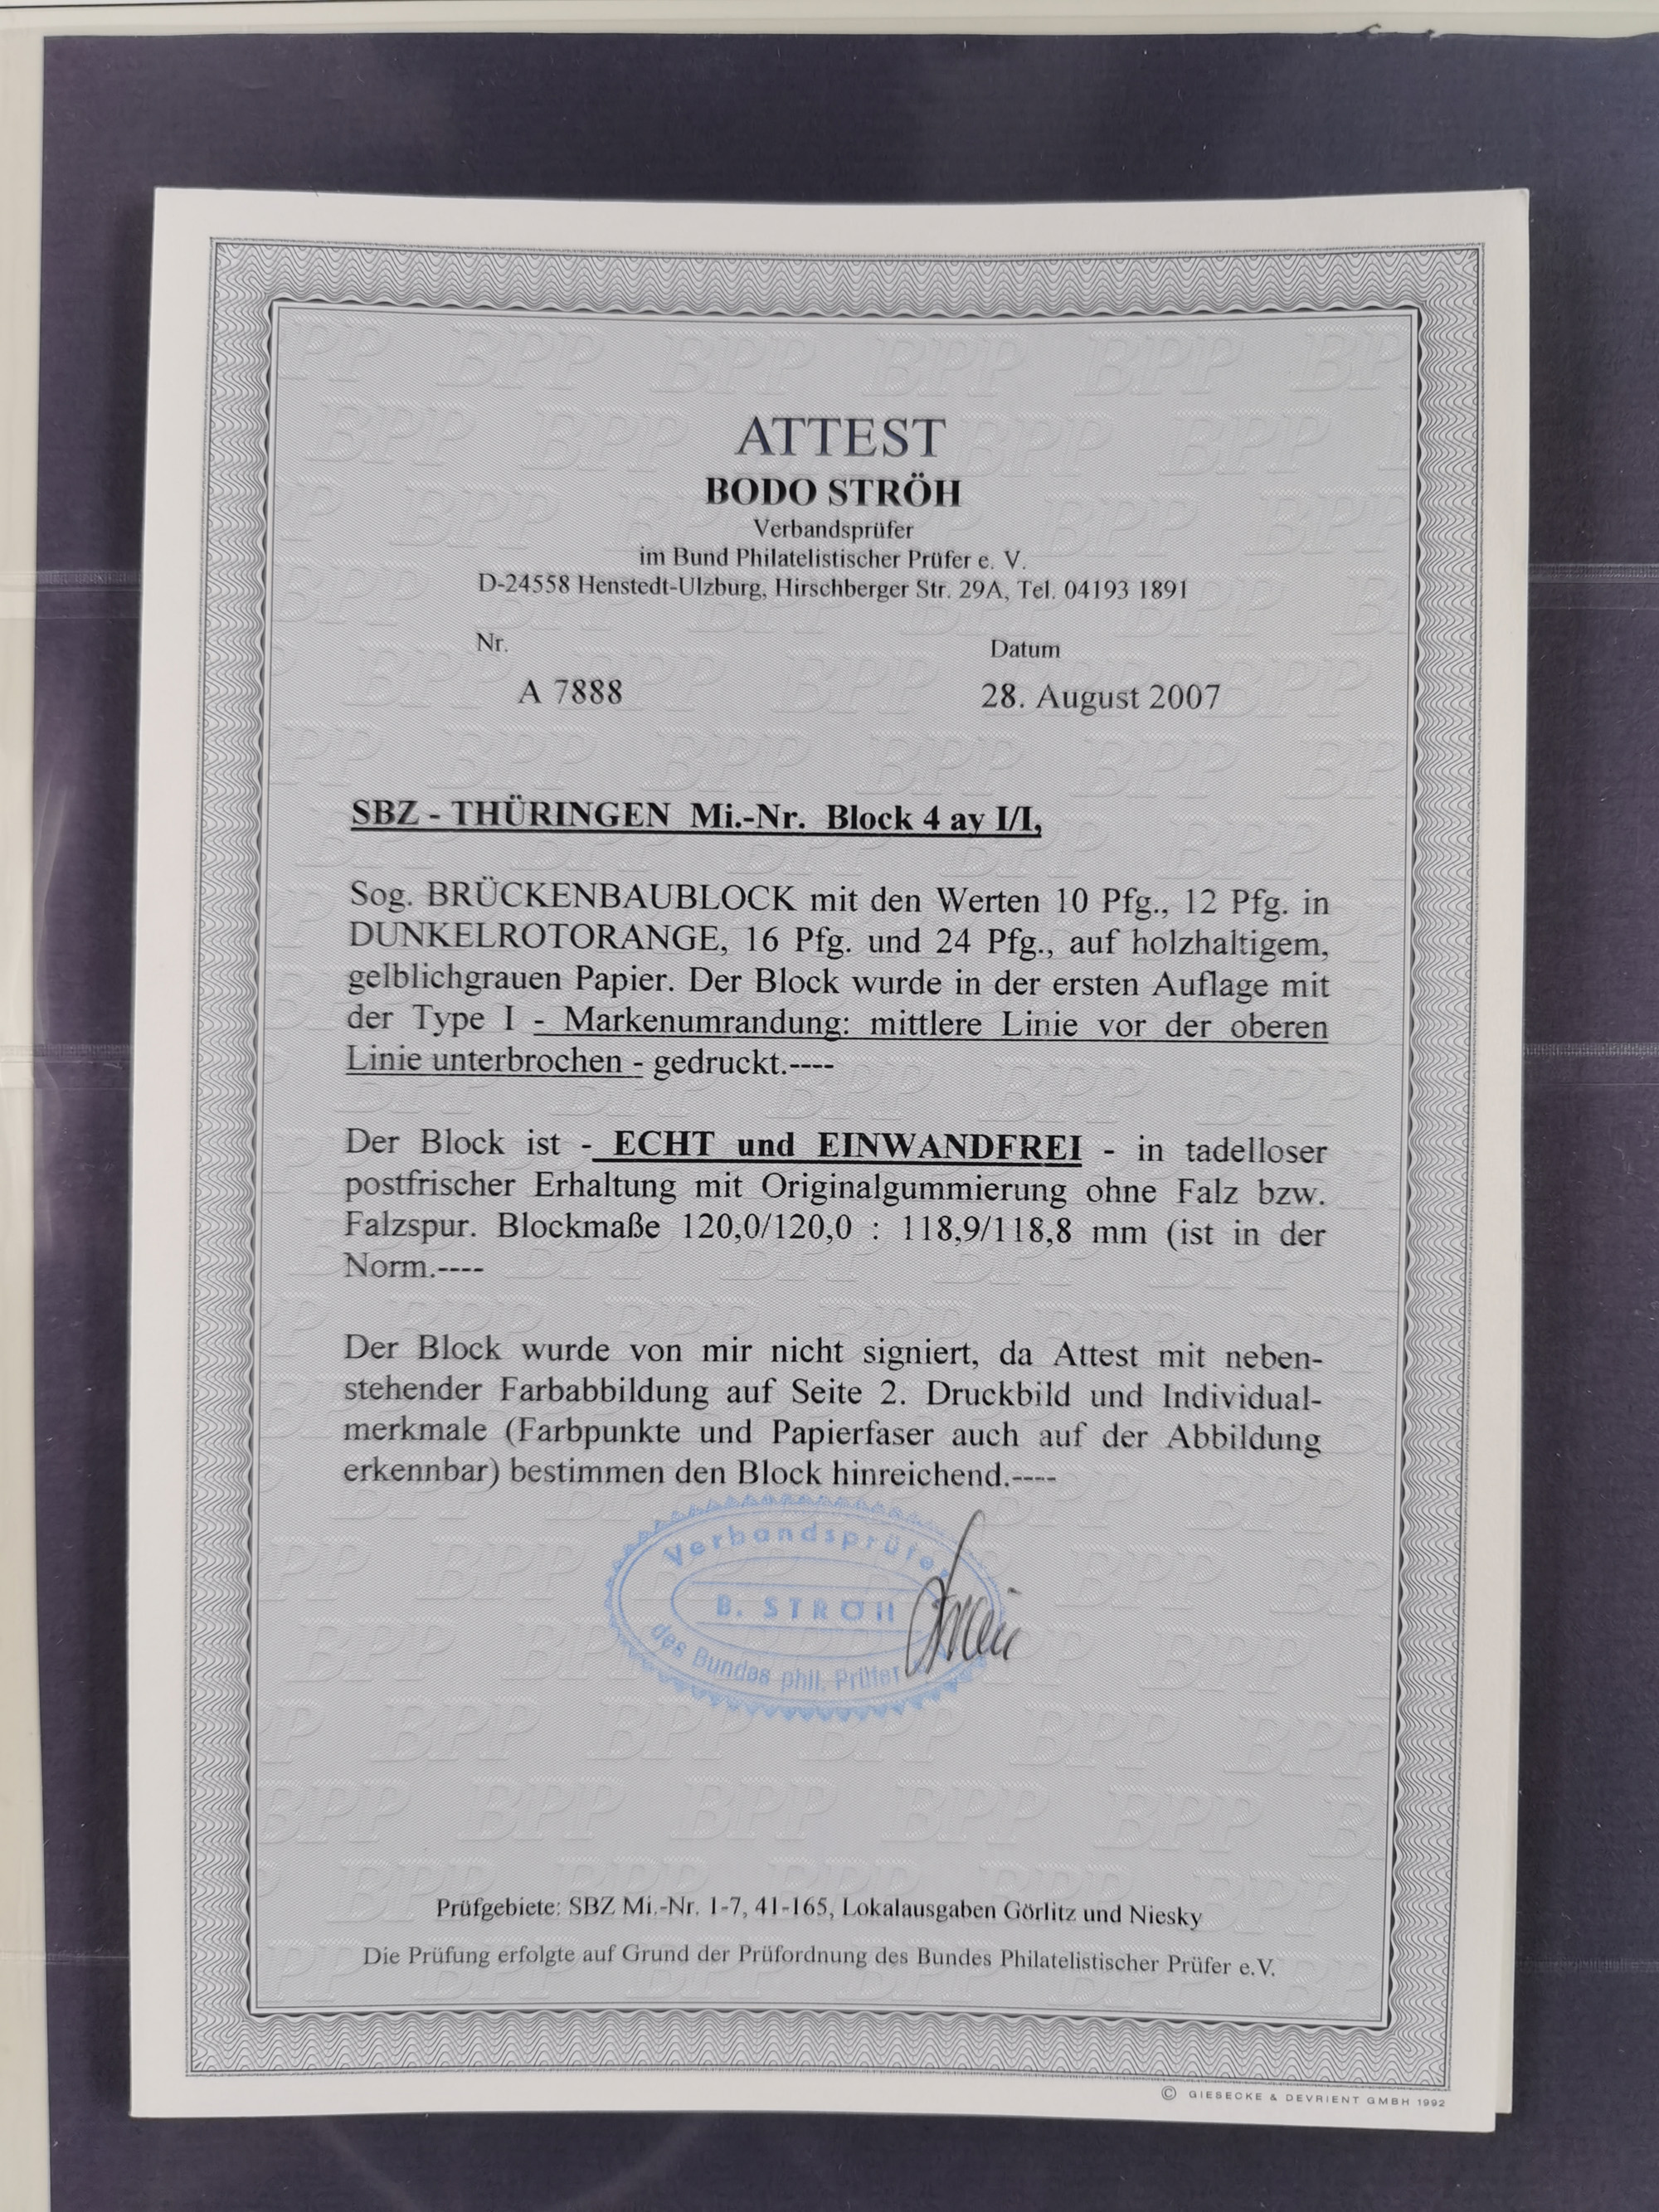 ATTEST
BODO STRÖH
Verbandsprüfer
im Bund Philatelistischer Prüfer e. V.
D-24558 Henstedt-Ulzburg, Hirschberger Str. 29A, Tel. 04193 1891
Nr. Datum
A 7888 28. August 2007
SBZ - THÜRINGEN Mi.-Nr. Block 4 ay I/I,
Sog. BRÜCKENBAUBLOCK mit den Werten 10 Pfg., 12 Pfg. in
DUNKELROTORANGE, 16 Pfg. und 24 Pfg., auf holzhaltigem,
gelblichgrauen Papier. Der Block wurde in der ersten Auflage mit
der Type I - Markenumrandung: mittlere Linie vor der oberen
Linie unterbrochen - gedruckt.----
Der Block ist - ECHT und EINWANDFREI - in tadelloser
postfrischer Erhaltung mit Originalgummierung ohne Falz bzw.
Falzspur. Blockmaße 120,0/120,0 : 118,9/118,8 mm (ist in der
Norm.----
Der Block wurde von mir nicht signiert, da Attest mit neben-
stehender Farbabbildung auf Seite 2. Druckbild und Individual-
merkmale (Farbpunkte und Papierfaser auch auf der Abbildung
erkennbar) bestimmen den Block hinreichend.----
Verbandsprüfer
B. STRÖH
des Bundes phil. Prüfer
Prüfgebiete: SBZ Mi.-Nr. 1-7, 41-165, Lokalausgaben Görlitz und Niesky
Die Prüfung erfolgte auf Grund der Prüfordnung des Bundes Philatelistischer Prüfer e.V.
© GIESECKE & DEVRIENT GMBH 1992